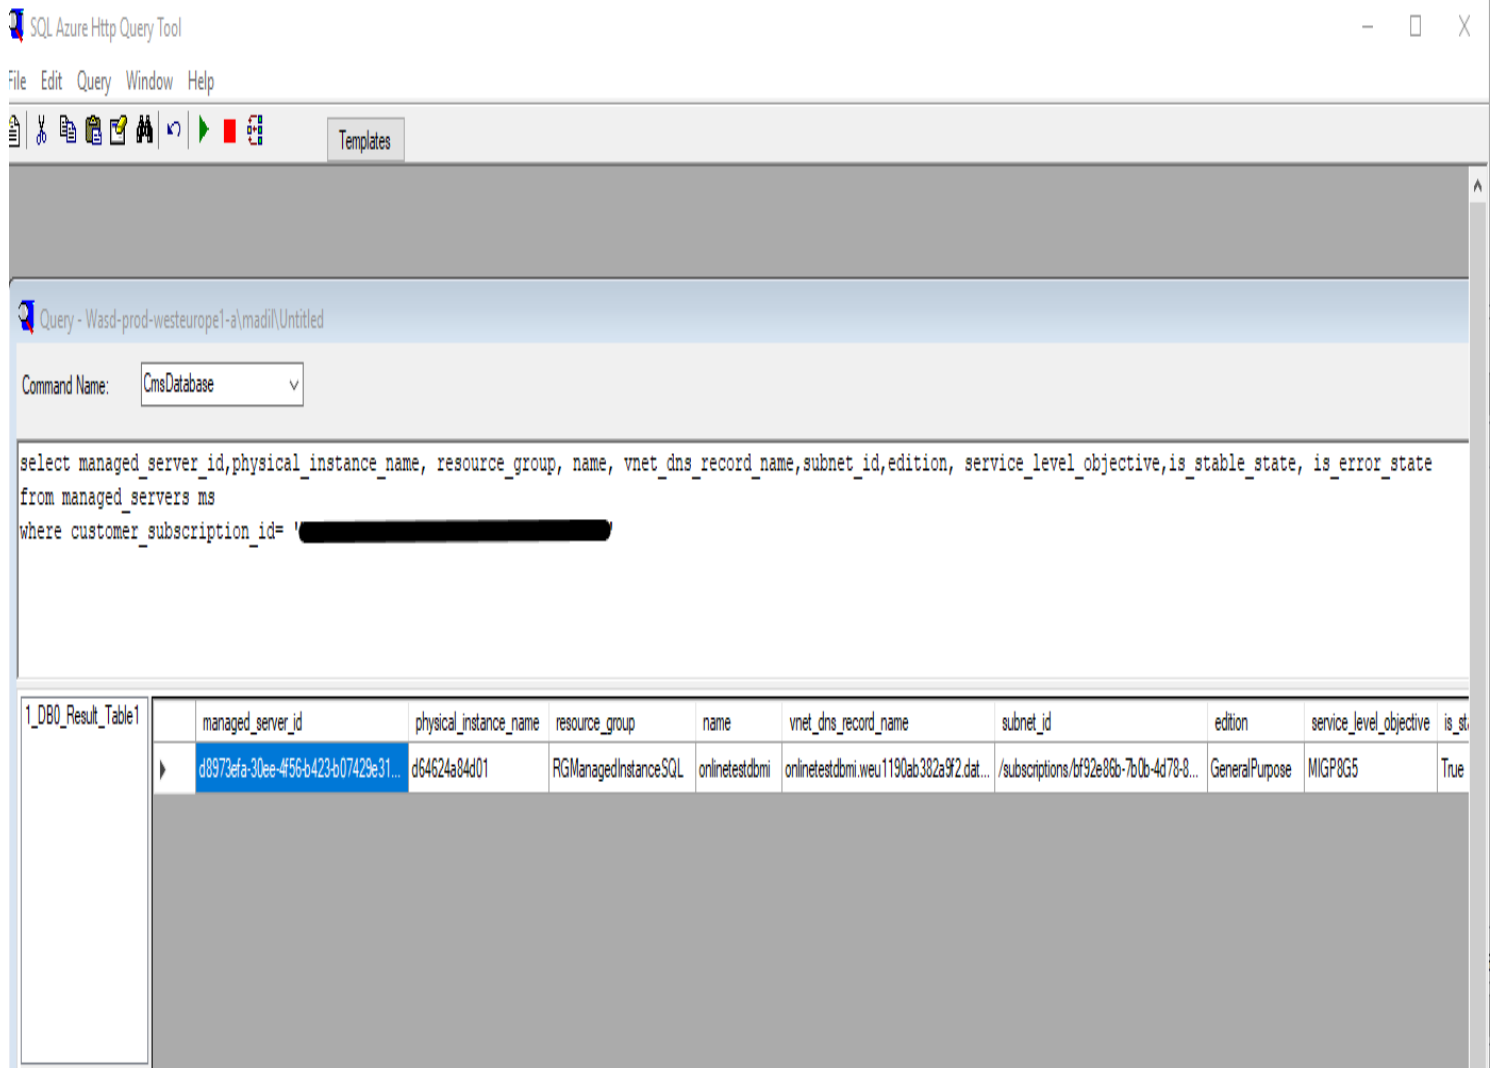 SQL Azure Http Query Tool
File Edit Query Window Help
Templates
Query - Wasd-prod-westeurope1-a\madil\Untitled
Command Name: CmsDatabase
select managed_server_id,physical_instance_name, resource_group, name, vnet_dns_record_name,subnet_id,edition, service_level_objective,is_stable_state, is_error_state
from managed_servers ms
where customer_subscription_id= '
1_DB0_Result_Table1
managed_server_id physical_instance_name resource_group name vnet_dns_record_name subnet_id edition service_level_objective is_st
d8973efa-30ee-4f56-b423-b07429e31... d64624a84d01 RGManagedInstanceSQL onlinetestdbmi onlinetestdbmi.weu1190ab382a9f2.dat... /subscriptions/bf92e86b-7b0b-4d78-8... GeneralPurpose MIGP8G5 True